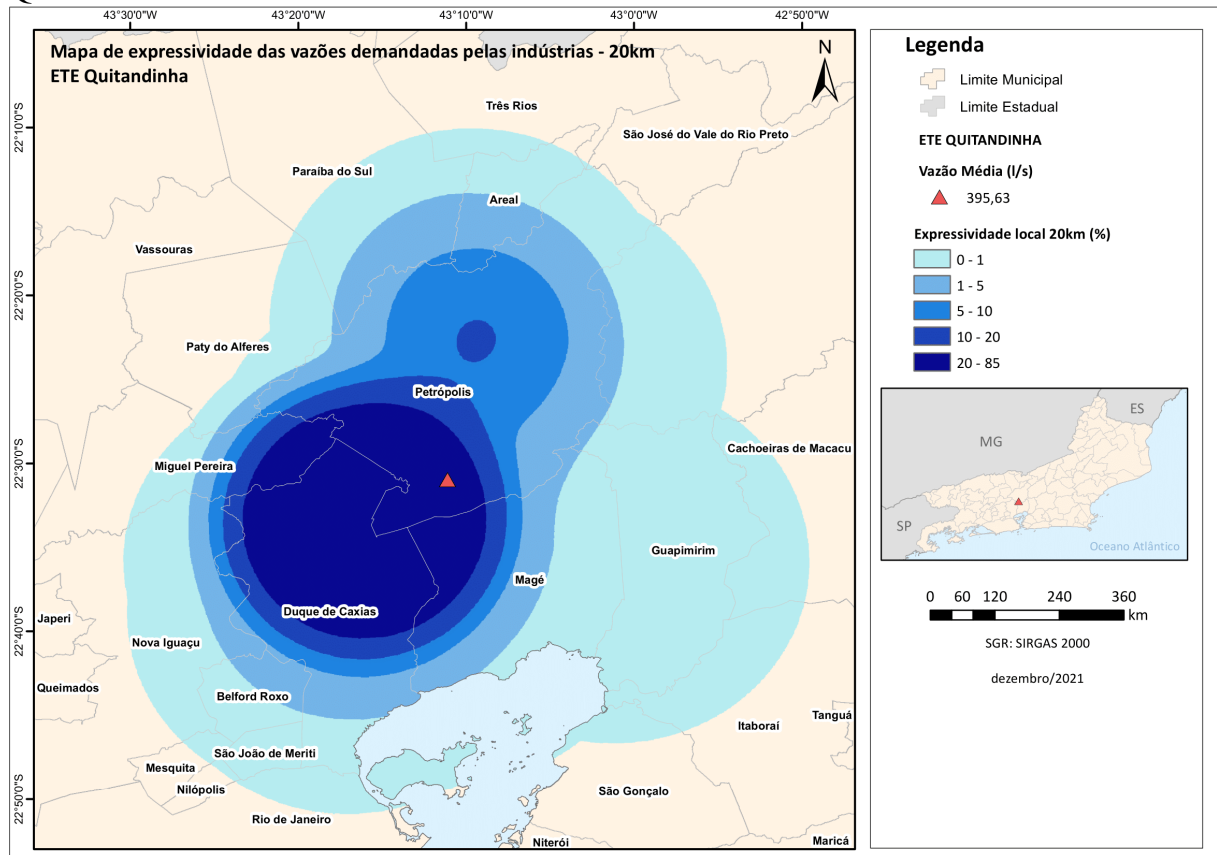 43°30'0"W
43°20'0"W
43°10'0"W
43°0'0"W
42°50'0"W
Mapa de expressividade das vazões demandadas pelas indústrias - 20km
ETE Quitandinha
N
22°10'0"S
22°20'0"S
22°30'0"S
22°40'0"S
22°50'0"S
Três Rios
São José do Vale do Rio Preto
Paraíba do Sul
Areal
Vassouras
Paty do Alferes
Petrópolis
Cachoeiras de Macacu
Miguel Pereira
Guapimirim
Magé
Duque de Caxias
Japeri
Nova Iguaçu
Queimados
Belford Roxo
Tanguá
Itaboraí
São João de Meriti
Mesquita
Nilópolis
São Gonçalo
Rio de Janeiro
Niterói
Maricá
Legenda
Limite Municipal
Limite Estadual
ETE QUITANDINHA
Vazão Média (l/s)
395,63
Expressividade local 20km (%)
0 - 1
1 - 5
5 - 10
10 - 20
20 - 85
ES
MG
SP
Oceano Atlântico
0 60 120 240 360
km
SGR: SIRGAS 2000
dezembro/2021